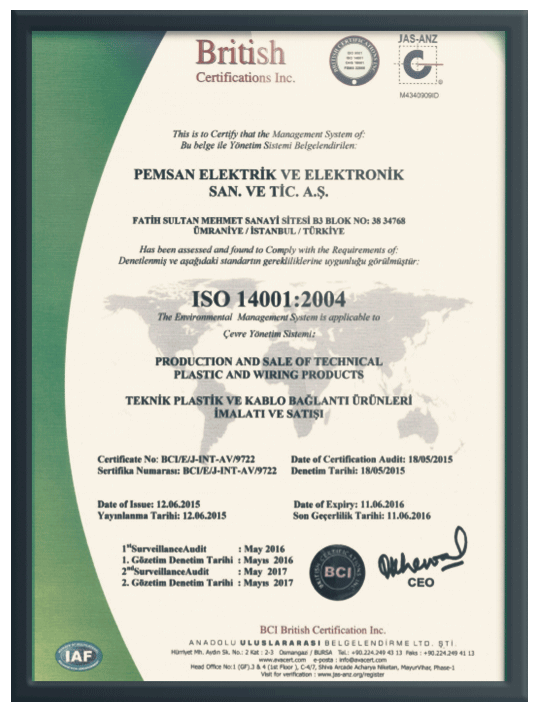 British
Certifications Inc.
JAS-ANZ
C
M4340909ID
This is to Certify that the Management System of:
Bu belge ile Yönetim Sistemi Belgelendirilen:
PEMSAN ELEKTRİK VE ELEKTRONİK
SAN. VE TİC. A.Ş.
FATİH SULTAN MEHMET SANAYİ SİTESİ B3 BLOK NO: 38 34768
ÜMRANİYE / İSTANBUL / TÜRKİYE
Has been assessed and found to Comply with the Requirements of:
Denetlenmiş ve aşağıdaki standartın gerekliliklerine uygunluğu görülmüştür:
ISO 14001:2004
The Environmental Management System is applicable to
Çevre Yönetim Sistemi:
PRODUCTION AND SALE OF TECHNICAL
PLASTIC AND WIRING PRODUCTS
TEKNİK PLASTİK VE KABLO BAĞLANTI ÜRÜNLERİ
İMALATI VE SATIŞI
Certificate No: BCI/E/J-INT-AV/9722 Date of Certification Audit: 18/05/2015
Sertifika Numarası: BCI/E/J-INT-AV/9722 Denetim Tarihi: 18/05/2015
Date of Issue: 12.06.2015 Date of Expiry: 11.06.2016
Yayınlanma Tarihi: 12.06.2015 Son Geçerlilik Tarihi: 11.06.2016
1st SurveillanceAudit : May 2016
1. Gözetim Denetim Tarihi : Mayıs 2016
2nd SurveillanceAudit : May 2017
2. Gözetim Denetim Tarihi : Mayıs 2017
BCI
CEO
BCI British Certification Inc.
ANADOLU ULUSLARARASI BELGELENDİRME LTD. ŞTİ
Hürriyet Mh. Aydın Sk. No.: 2 Kat : 2-3 Osmangazi / BURSA Tel.: +90.224.249 43 13 Faks : +90.224.249 41 13
www.evacert.com e-posta : info@evacert.com
Head Office No:1 (GF).3 & 4 (1st Floor ), C-4/7, Shiva Arcade Acharya Niketan, MayurVihar, Phase-1
Visit for verification : www.jas-anz.org/register
IAF